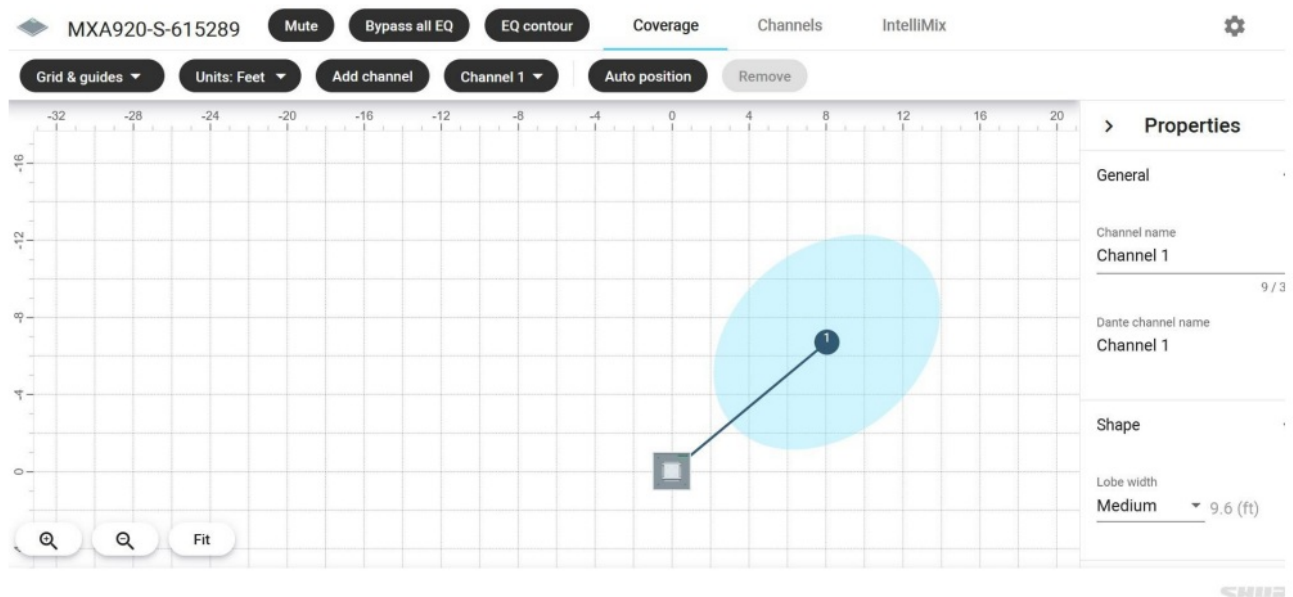 MXA920-S-615289 Mute Bypass all EQ EQ contour Coverage Channels IntelliMix
Grid & guides Units: Feet Add channel Channel 1 Auto position Remove
-32 -28 -24 -20 -16 -12 -8 -4 0 4 8 12 16 20
Properties
-16
General
-12
Channel name
Channel 1
9 / 3
-8
Dante channel name
1
Channel 1
-4
Shape
0
Lobe width
Medium 9.6 (ft)
Fit